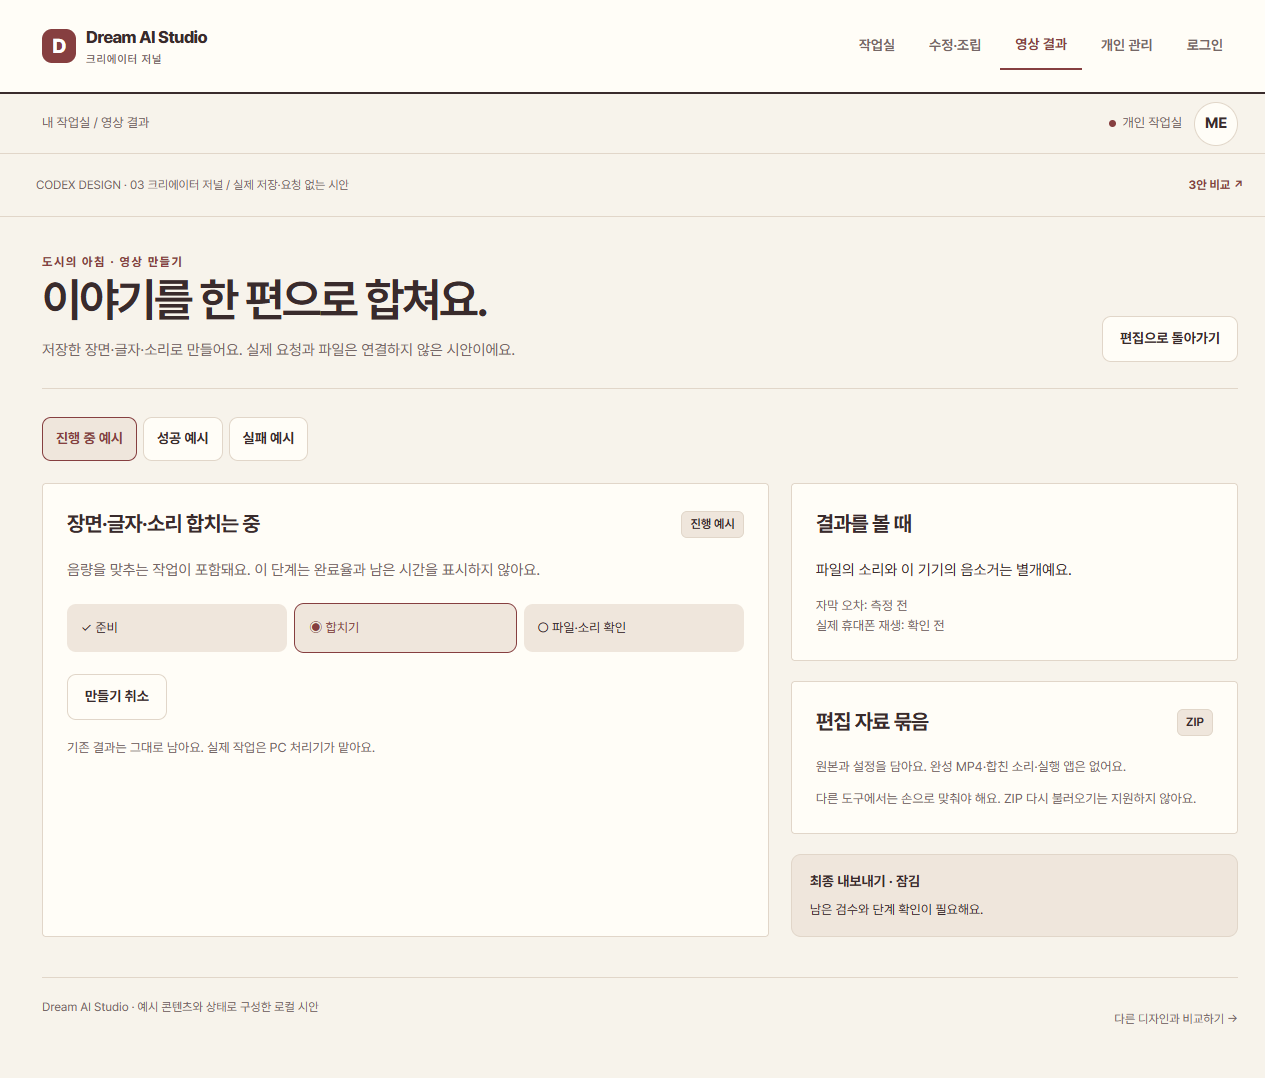 D
Dream AI Studio
크리에이터 저널
작업실
수정·조립
영상 결과
개인 관리
로그인
내 작업실 / 영상 결과
● 개인 작업실
ME
CODEX DESIGN · 03 크리에이터 저널 / 실제 저장·요청 없는 시안
3안 비교 ↗
도시의 아침 · 영상 만들기
이야기를 한 편으로 합쳐요.
저장한 장면·글자·소리로 만들어요. 실제 요청과 파일은 연결하지 않은 시안이에요.
편집으로 돌아가기
진행 중 예시
성공 예시
실패 예시
장면·글자·소리 합치는 중
진행 예시
음량을 맞추는 작업이 포함돼요. 이 단계는 완료율과 남은 시간을 표시하지 않아요.
✓ 준비
◉ 합치기
○ 파일·소리 확인
만들기 취소
기존 결과는 그대로 남아요. 실제 작업은 PC 처리기가 맡아요.
결과를 볼 때
파일의 소리와 이 기기의 음소거는 별개예요.
자막 오차: 측정 전
실제 휴대폰 재생: 확인 전
편집 자료 묶음
ZIP
원본과 설정을 담아요. 완성 MP4·합친 소리·실행 앱은 없어요.
다른 도구에서는 손으로 맞춰야 해요. ZIP 다시 불러오기는 지원하지 않아요.
최종 내보내기 · 잠김
남은 검수와 단계 확인이 필요해요.
Dream AI Studio · 예시 콘텐츠와 상태로 구성한 로컬 시안
다른 디자인과 비교하기 →